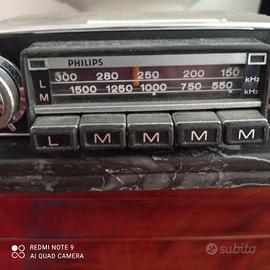 PHILIPS
L 300 280 250 200 150 kHz
M 1500 1250 1000 750 550 kHz
L M M M M
REDMI NOTE 9
AI QUAD CAMERA
subito